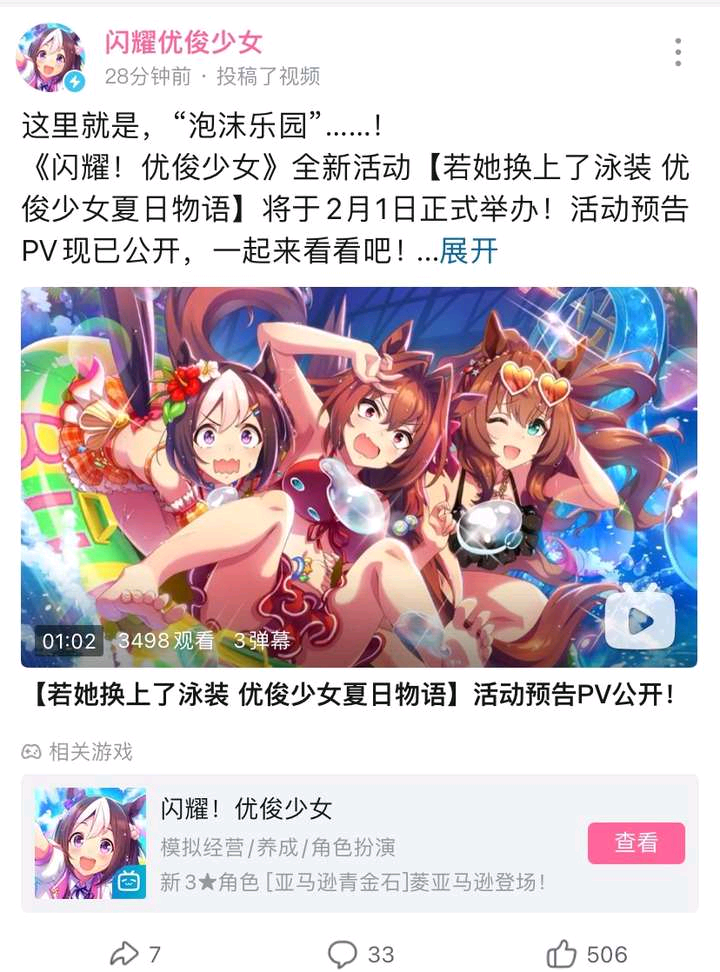 闪耀优俊少女
28分钟前 · 投稿了视频
这里就是，“泡沫乐园”……！
《闪耀！优俊少女》全新活动【若她换上了泳装 优
俊少女夏日物语】将于2月1日正式举办！活动预告
PV现已公开，一起来看看吧！...展开
01:02 3498观看 3弹幕
【若她换上了泳装 优俊少女夏日物语】活动预告PV公开！
相关游戏
闪耀！优俊少女
模拟经营/养成/角色扮演
查看
新3★角色 [亚马逊青金石]菱亚马逊登场！
7 33 506